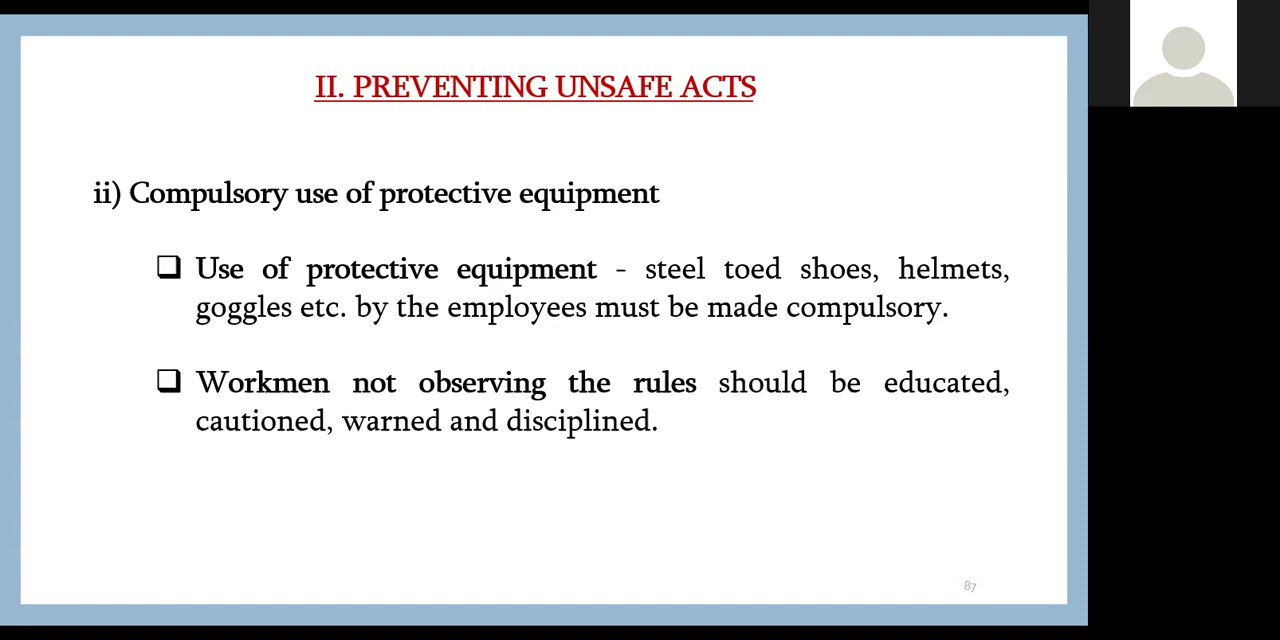 II. PREVENTING UNSAFE ACTS
ii) Compulsory use of protective equipment
❑ Use of protective equipment - steel toed shoes, helmets,
goggles etc. by the employees must be made compulsory.
❑ Workmen not observing the rules should be educated,
cautioned, warned and disciplined.
87